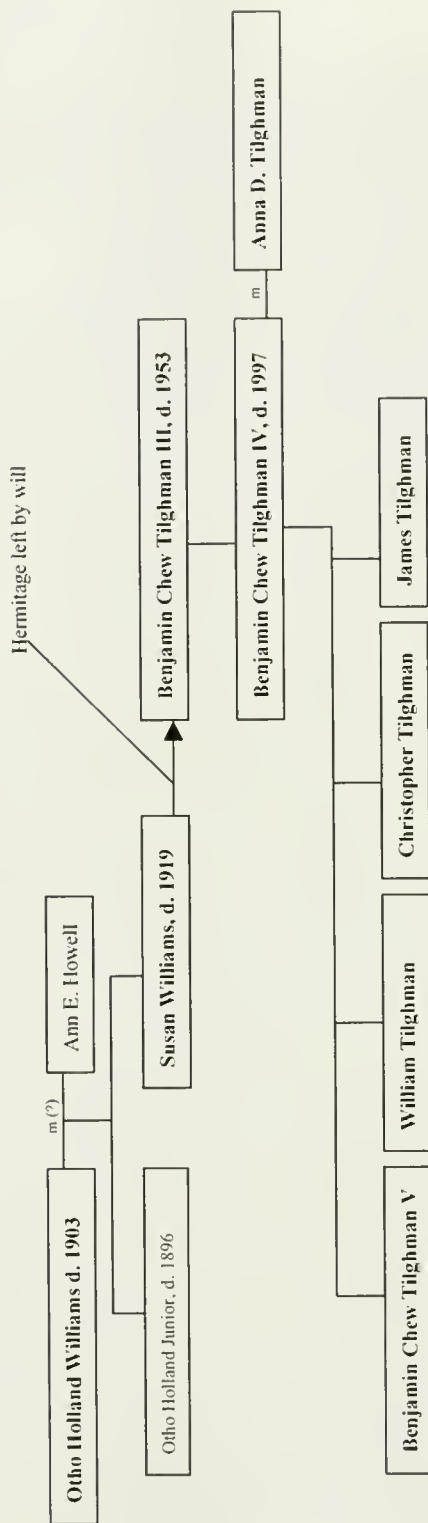 Otho Holland Williams d. 1903
m (?)
Ann E. Howell
Hermitage left by will
Otho Holland Junior, d. 1896
Susan Williams, d. 1919
Benjamin Chew Tilghman III, d. 1953
Benjamin Chew Tilghman IV, d. 1997
m
Anna D. Tilghman
Benjamin Chew Tilghman V
William Tilghman
Christopher Tilghman
James Tilghman